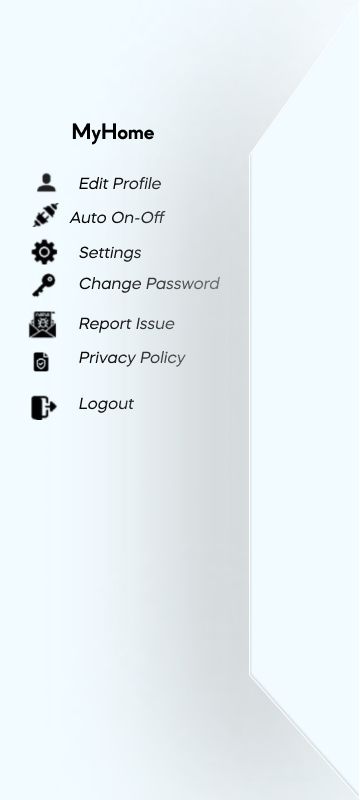 MyHome
Edit Profile
Auto On-Off
Settings
Change Password
Report Issue
Privacy Policy
Logout